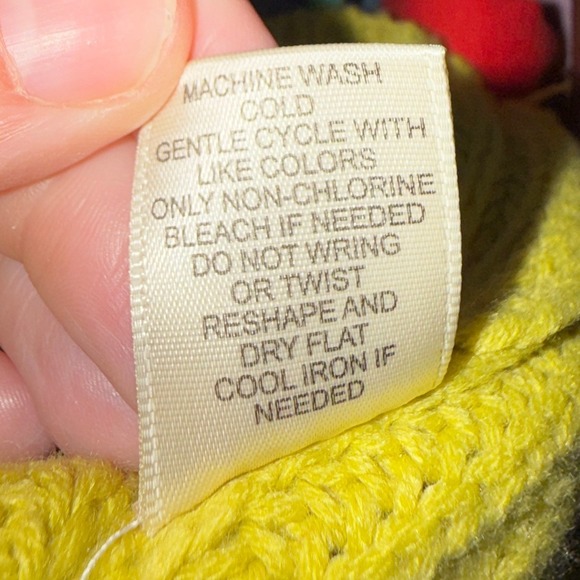 MACHINE WASH
COLD
GENTLE CYCLE WITH
LIKE COLORS
ONLY NON-CHLORINE
BLEACH IF NEEDED
DO NOT WRING
OR TWIST
RESHAPE AND
DRY FLAT
COOL IRON IF
NEEDED